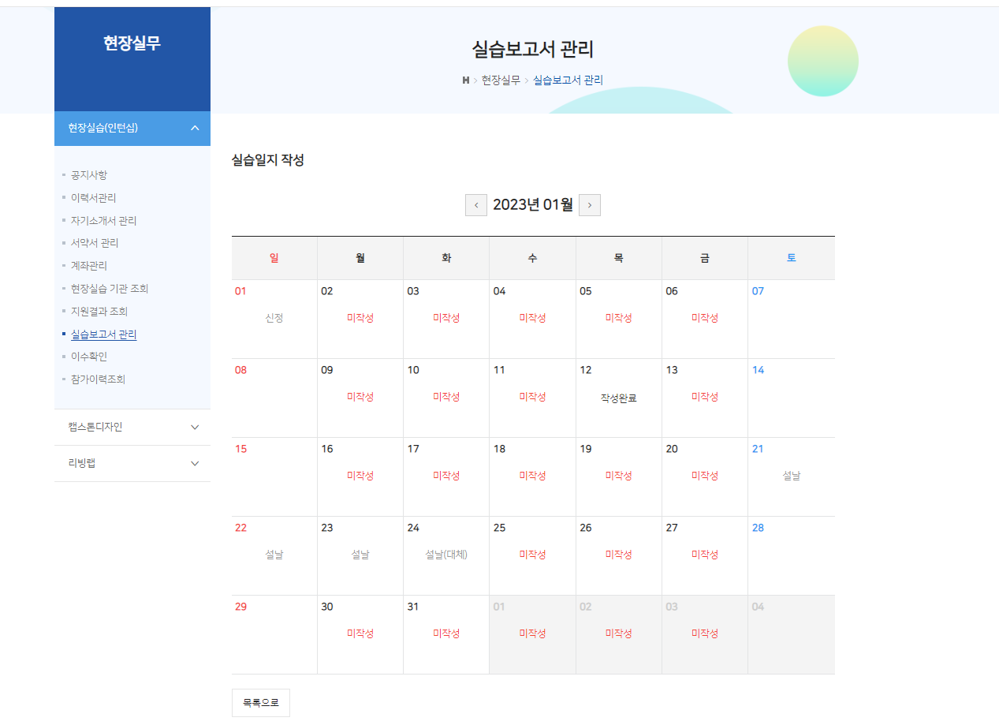 현장실무
실습보고서 관리
H > 현장실무 > 실습보고서 관리
현장실습(인턴십)
공지사항
이력서관리
자기소개서 관리
서약서 관리
계좌관리
현장실습 기관 조회
지원결과 조회
실습보고서 관리
이수확인
참가이력조회
캡스톤디자인
리빙랩
실습일지 작성
< 2023년 01월 >
일 월 화 수 목 금 토
01 02 03 04 05 06 07
신정 미작성 미작성 미작성 미작성 미작성
08 09 10 11 12 13 14
미작성 미작성 미작성 작성완료 미작성
15 16 17 18 19 20 21
미작성 미작성 미작성 미작성 미작성 설날
22 23 24 25 26 27 28
설날 설날 설날(대체) 미작성 미작성 미작성
29 30 31 01 02 03 04
미작성 미작성 미작성 미작성 미작성
목록으로